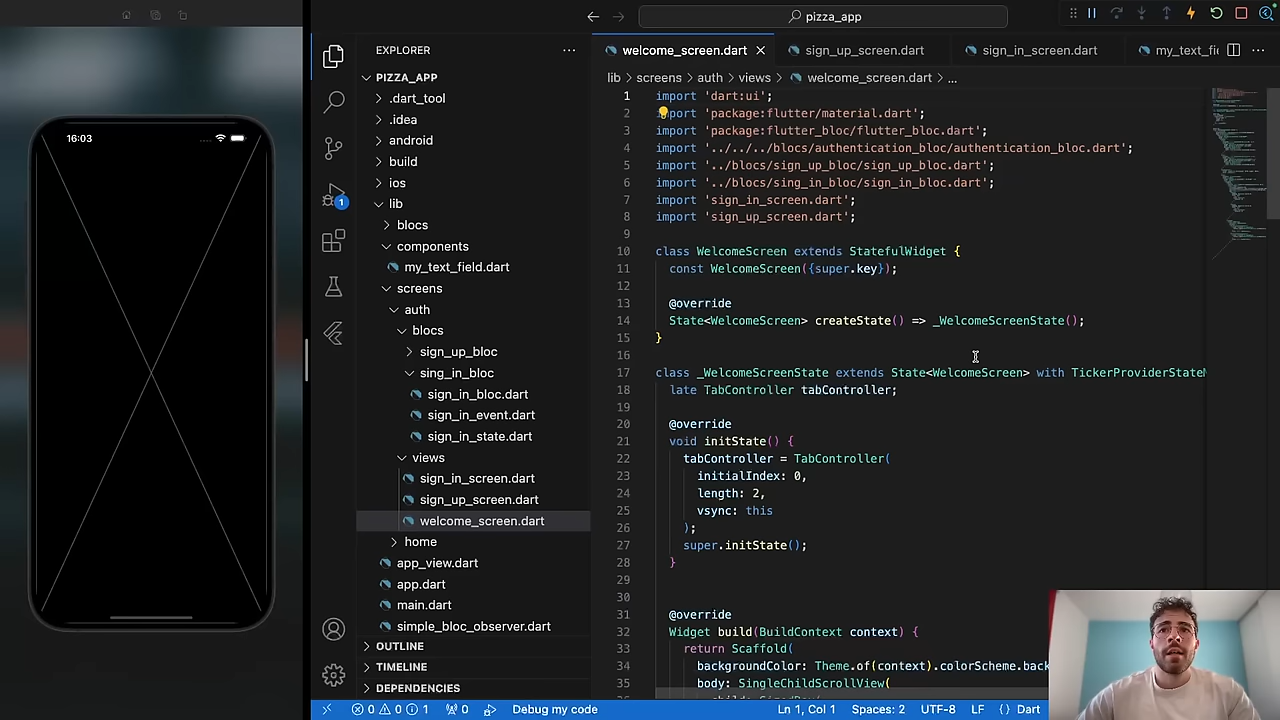 16:03
pizza_app
EXPLORER
PIZZA_APP
.dart_tool
.idea
android
build
ios
lib
blocs
components
my_text_field.dart
screens
auth
blocs
sign_up_bloc
sing_in_bloc
sign_in_bloc.dart
sign_in_event.dart
sign_in_state.dart
views
sign_in_screen.dart
sign_up_screen.dart
welcome_screen.dart
home
app_view.dart
app.dart
main.dart
simple_bloc_observer.dart
OUTLINE
TIMELINE
DEPENDENCIES
1
welcome_screen.dart
sign_up_screen.dart
sign_in_screen.dart
my_text_fi
lib > screens > auth > views > welcome_screen.dart > ...
1 import 'dart:ui';
2 import 'package:flutter/material.dart';
3 import 'package:flutter_bloc/flutter_bloc.dart';
4 import '../../../blocs/authentication_bloc/authentication_bloc.dart';
5 import '../blocs/sign_up_bloc/sign_up_bloc.dart';
6 import '../blocs/sing_in_bloc/sign_in_bloc.dart';
7 import 'sign_in_screen.dart';
8 import 'sign_up_screen.dart';
9
10 class WelcomeScreen extends StatefulWidget {
11 const WelcomeScreen({super.key});
12
13 @override
14 State<WelcomeScreen> createState() => _WelcomeScreenState();
15 }
16
17 class _WelcomeScreenState extends State<WelcomeScreen> with TickerProviderStateM
18 late TabController tabController;
19
20 @override
21 void initState() {
22 tabController = TabController(
23 initialIndex: 0,
24 length: 2,
25 vsync: this
26 );
27 super.initState();
28 }
29
30
31 @override
32 Widget build(BuildContext context) {
33 return Scaffold(
34 backgroundColor: Theme.of(context).colorScheme.back
35 body: SingleChildScrollView(
0 0 1 0 Debug my code Ln 1, Col 1 Spaces: 2 UTF-8 LF {} Dart